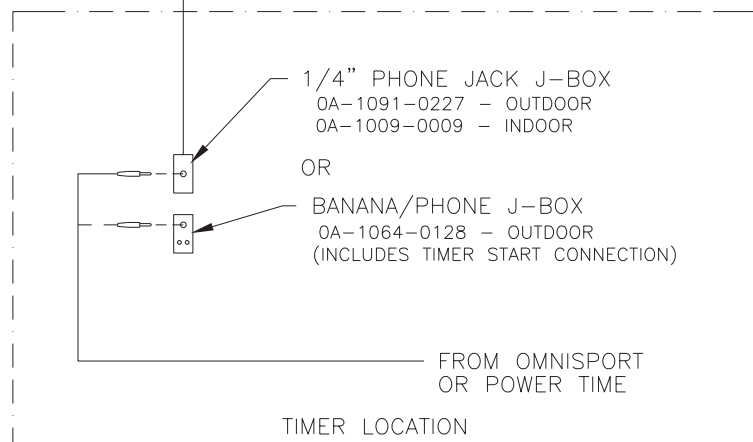 1/4” PHONE JACK J-BOX
0A-1091-0227 - OUTDOOR
0A-1009-0009 - INDOOR
OR
BANANA/PHONE J-BOX
0A-1064-0128 - OUTDOOR
(INCLUDES TIMER START CONNECTION)
FROM OMNISPORT
OR POWER TIME
TIMER LOCATION